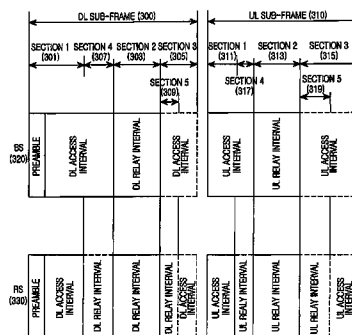 DL SUB-FRAME (300)
UL SUB-FRAME (310)
SECTION 1
(301)
SECTION 4
(307)
SECTION 2
(303)
SECTION 3
(305)
SECTION 5
(309)
SECTION 1
(311)
SECTION 4
(317)
SECTION 2
(313)
SECTION 3
(315)
SECTION 5
(319)
BS
(320)
PREAMBLE
DL ACCESS
INTERVAL
DL RELAY INTERVAL
DL ACCESS
INTERVAL
UL ACCESS
INTERVAL
UL RELAY INTERVAL
UL ACCESS
INTERVAL
RS
(330)
PREAMBLE
DL ACCESS
INTERVAL
DL RELAY INTERVAL
DL RELAY INTERVAL
DL RELAY INTERVAL
DL ACCESS
INTERVAL
UL ACCESS
INTERVAL
UL REALY INTERVAL
UL RELAY INTERVAL
UL RELAY INTERVAL
UL ACCESS
INTERVAL